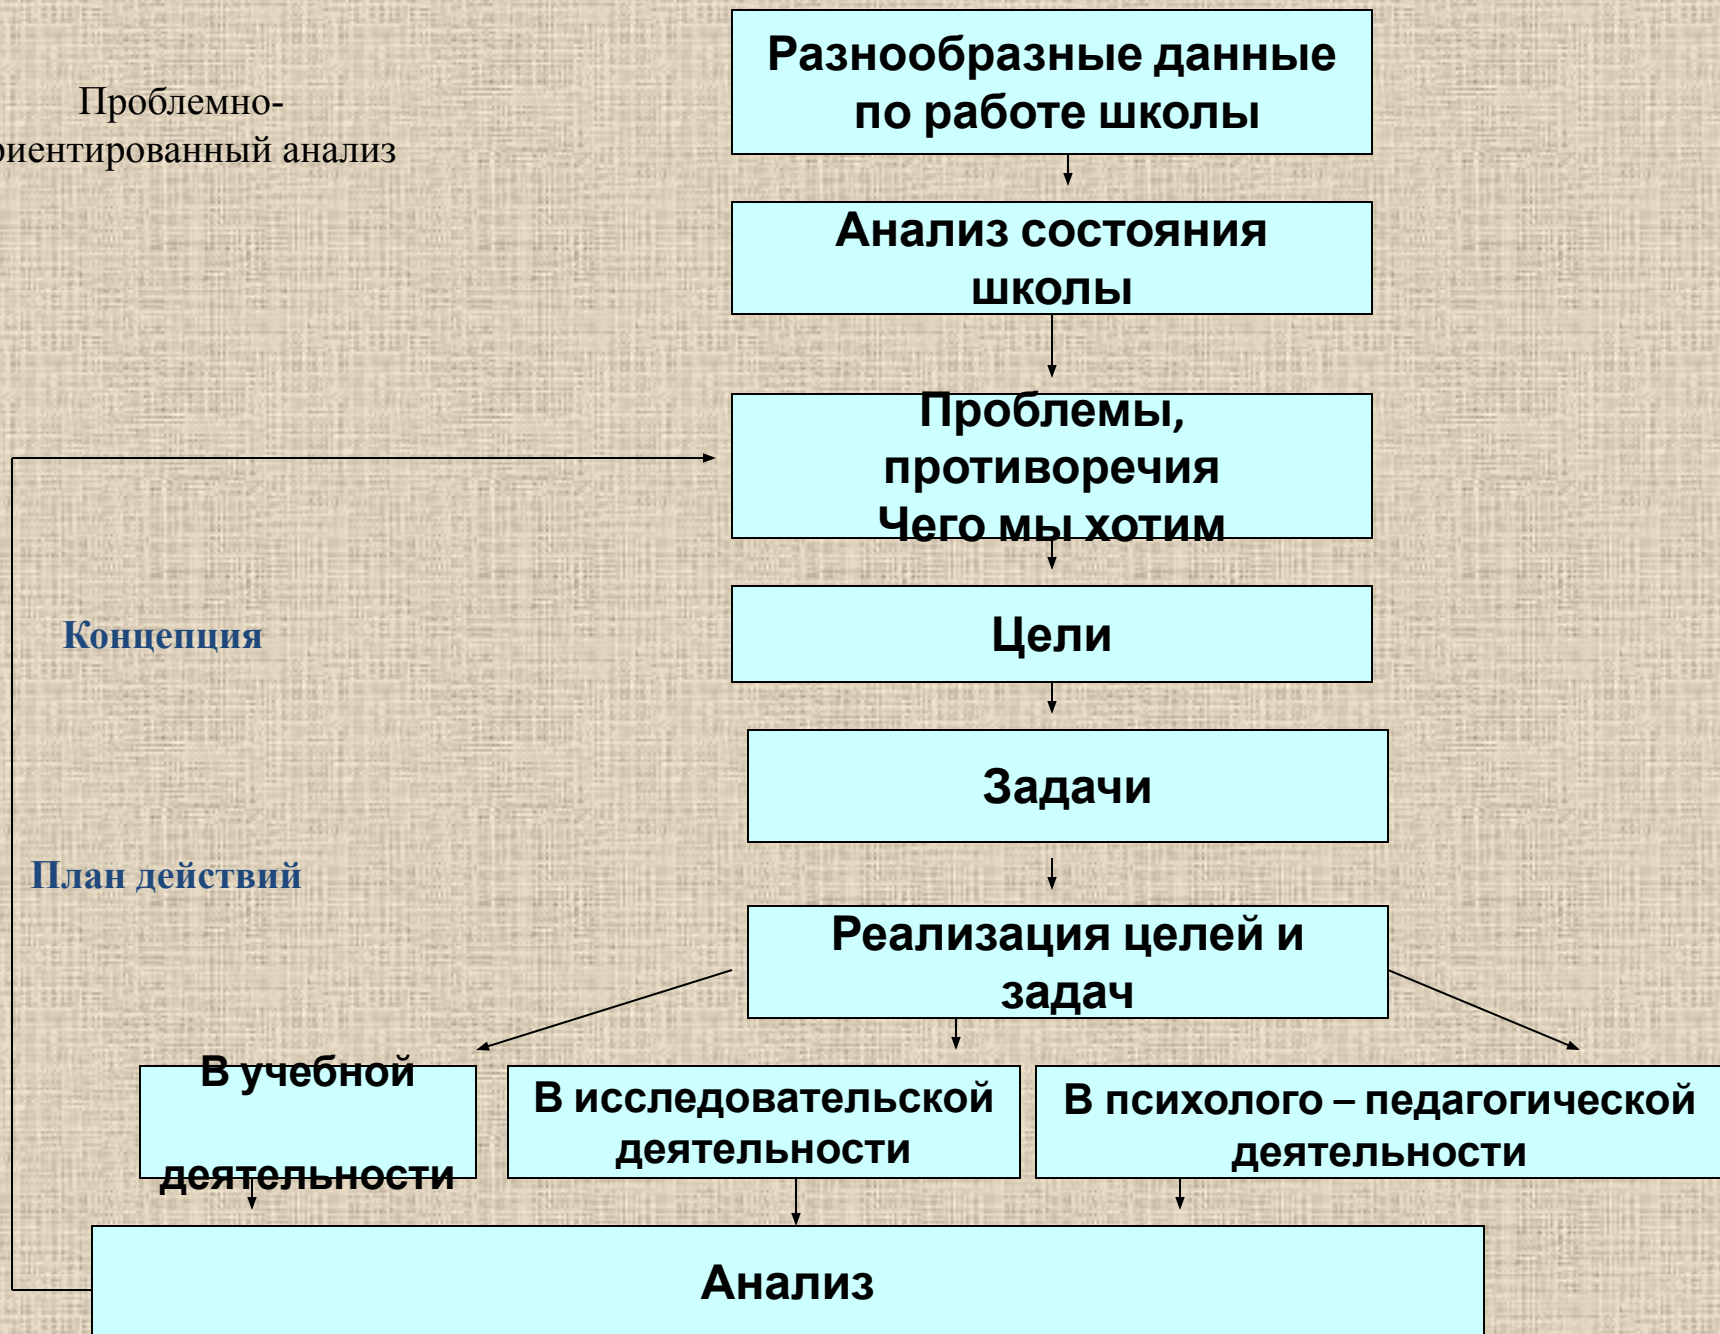 Разнообразные данные
по работе школы
Проблемно-
риентированный анализ
Анализ состояния
школы
Проблемы,
противоречия
Чего мы хотим
Концепция
Цели
Задачи
План действий
Реализация целей и
задач
В учебной
деятельности
В исследовательской
деятельности
В психолого – педагогической
деятельности
Анализ